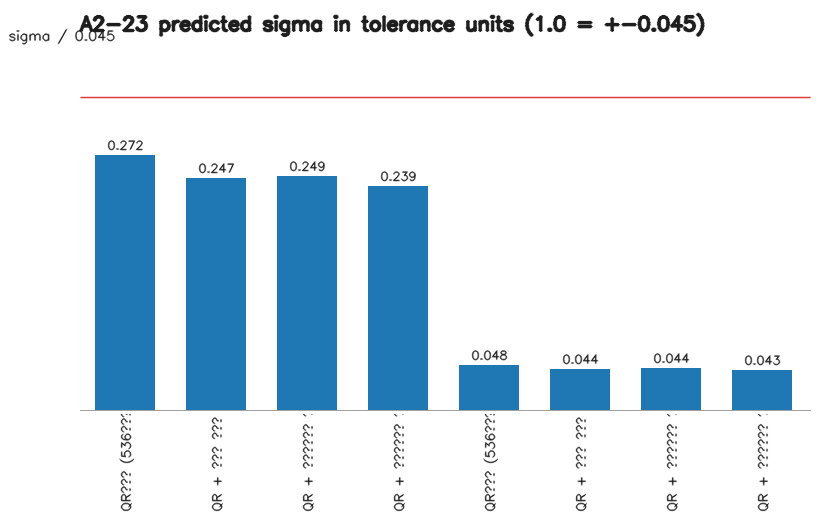 A2-23 predicted sigma in tolerance units (1.0 = +-0.045)
sigma / 0.045
0.272
0.247
0.249
0.239
0.048
0.044
0.044
0.043
QR??? (536???
QR + ??? ???
QR + ??????
QR + ??????
QR??? (536???
QR + ??? ???
QR + ??????
QR + ??????